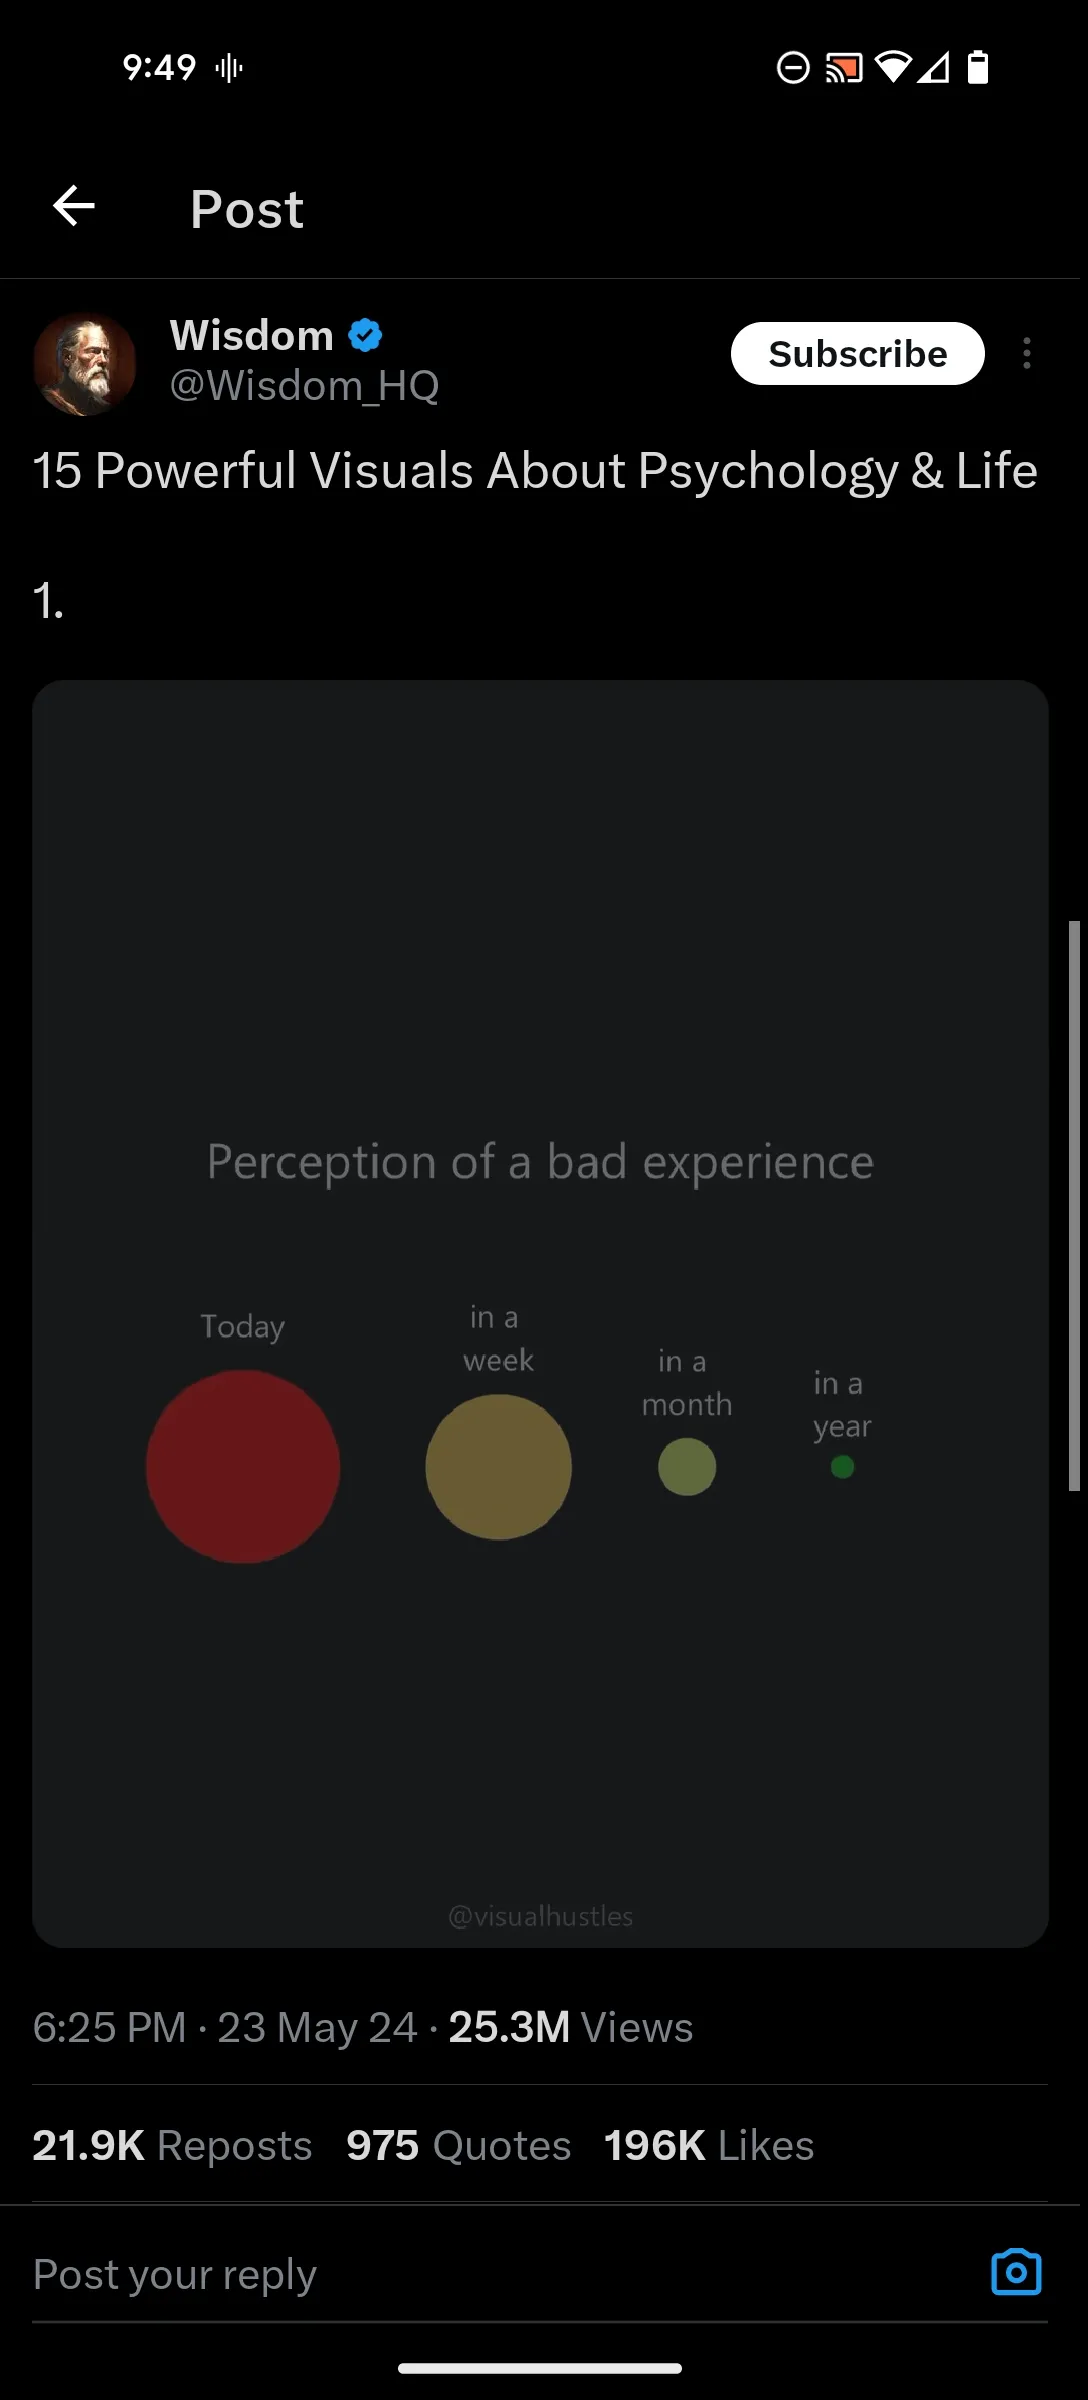 9:49
Post
Wisdom
@Wisdom_HQ
Subscribe
15 Powerful Visuals About Psychology & Life
1.
Perception of a bad experience
Today
in a
week
in a
month
in a
year
@visualhustles
6:25 PM · 23 May 24 · 25.3M Views
21.9K Reposts 975 Quotes 196K Likes
Post your reply